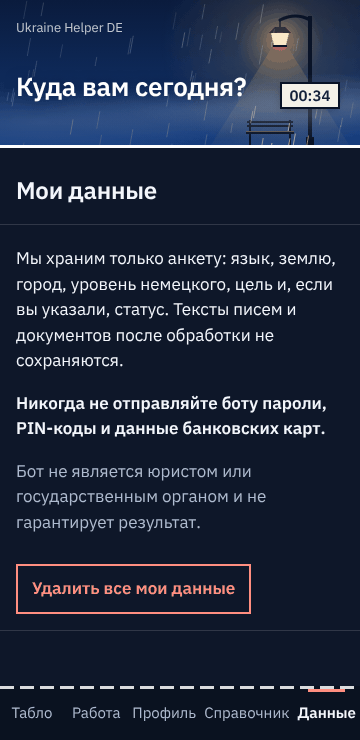 Ukraine Helper DE
Куда вам сегодня?
00:34
Мои данные
Мы храним только анкету: язык, землю,
город, уровень немецкого, цель и, если
вы указали, статус. Тексты писем и
документов после обработки не
сохраняются.
Никогда не отправляйте боту пароли,
PIN-коды и данные банковских карт.
Бот не является юристом или
государственным органом и не
гарантирует результат.
Удалить все мои данные
Табло Работа Профиль Справочник Данные